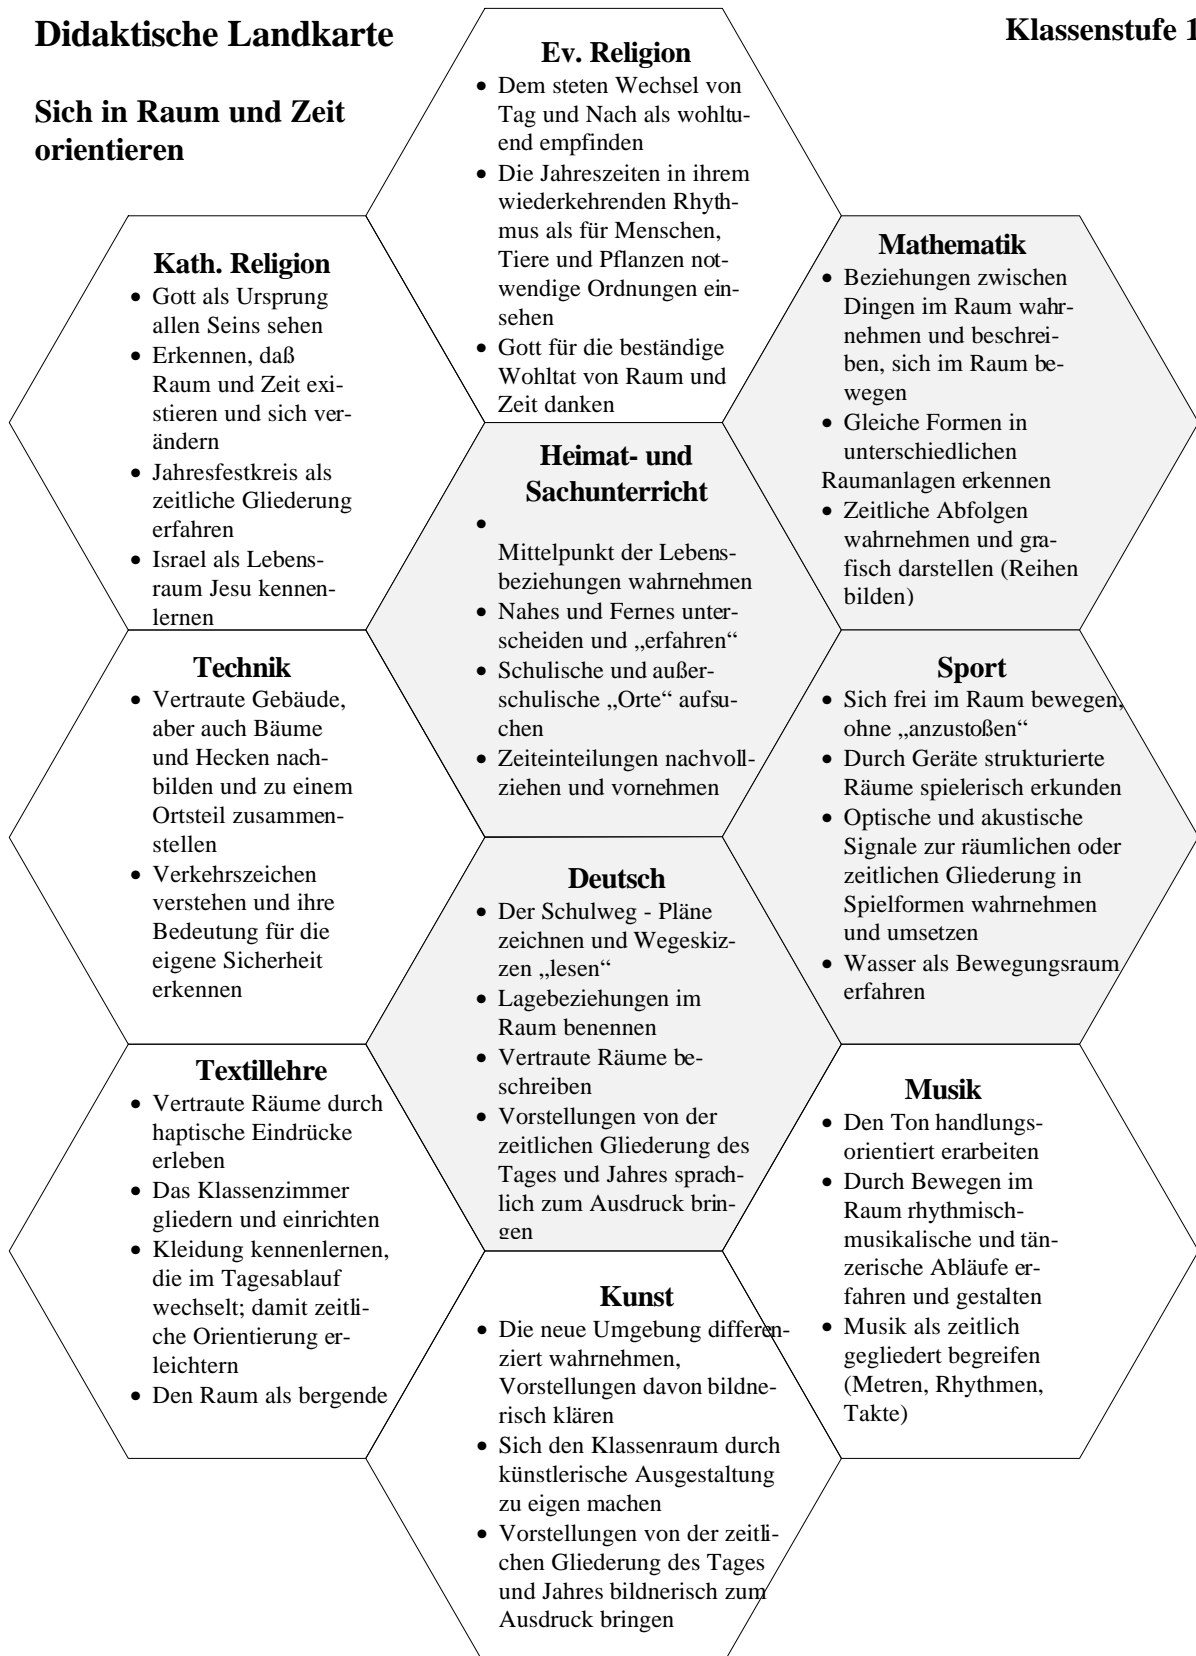 Didaktische Landkarte
Klassenstufe 1
Sich in Raum und Zeit
orientieren
Ev. Religion
• Dem steten Wechsel von
Tag und Nach als wohltu-
end empfinden
• Die Jahreszeiten in ihrem
wiederkehrenden Rhyth-
mus als für Menschen,
Tiere und Pflanzen not-
wendige Ordnungen ein-
sehen
• Gott für die beständige
Wohltat von Raum und
Zeit danken
Kath. Religion
• Gott als Ursprung
allen Seins sehen
• Erkennen, daß
Raum und Zeit exi-
stieren und sich ver-
ändern
• Jahresfestkreis als
zeitliche Gliederung
erfahren
• Israel als Lebens-
raum Jesu kennen-
lernen
Mathematik
• Beziehungen zwischen
Dingen im Raum wahr-
nehmen und beschrei-
ben, sich im Raum be-
wegen
• Gleiche Formen in
unterschiedlichen
Raumanlagen erkennen
• Zeitliche Abfolgen
wahrnehmen und gra-
fisch darstellen (Reihen
bilden)
Heimat- und
Sachunterricht
•
Mittelpunkt der Lebens-
beziehungen wahrnehmen
• Nahes und Fernes unter-
scheiden und „erfahren“
• Schulische und außer-
schulische „Orte“ aufsu-
chen
• Zeiteinteilungen nachvoll-
ziehen und vornehmen
Technik
• Vertraute Gebäude,
aber auch Bäume
und Hecken nach-
bilden und zu einem
Ortsteil zusammen-
stellen
• Verkehrszeichen
verstehen und ihre
Bedeutung für die
eigene Sicherheit
erkennen
Sport
• Sich frei im Raum bewegen,
ohne „anzustoßen“
• Durch Geräte strukturierte
Räume spielerisch erkunden
• Optische und akustische
Signale zur räumlichen oder
zeitlichen Gliederung in
Spielformen wahrnehmen
und umsetzen
• Wasser als Bewegungsraum
erfahren
Deutsch
• Der Schulweg - Pläne
zeichnen und Wegeskiz-
zen „lesen“
• Lagebeziehungen im
Raum benennen
• Vertraute Räume be-
schreiben
• Vorstellungen von der
zeitlichen Gliederung des
Tages und Jahres sprach-
lich zum Ausdruck brin-
gen
Textillehre
• Vertraute Räume durch
haptische Eindrücke
erleben
• Das Klassenzimmer
gliedern und einrichten
• Kleidung kennenlernen,
die im Tagesablauf
wechselt; damit zeitli-
che Orientierung er-
leichtern
• Den Raum als bergende
Musik
• Den Ton handlungs-
orientiert erarbeiten
• Durch Bewegen im
Raum rhythmisch-
musikalische und tän-
zerische Abläufe er-
fahren und gestalten
• Musik als zeitlich
gegliedert begreifen
(Metren, Rhythmen,
Takte)
Kunst
• Die neue Umgebung differen-
ziert wahrnehmen,
Vorstellungen davon bildne-
risch klären
• Sich den Klassenraum durch
künstlerische Ausgestaltung
zu eigen machen
• Vorstellungen von der zeitli-
chen Gliederung des Tages
und Jahres bildnerisch zum
Ausdruck bringen